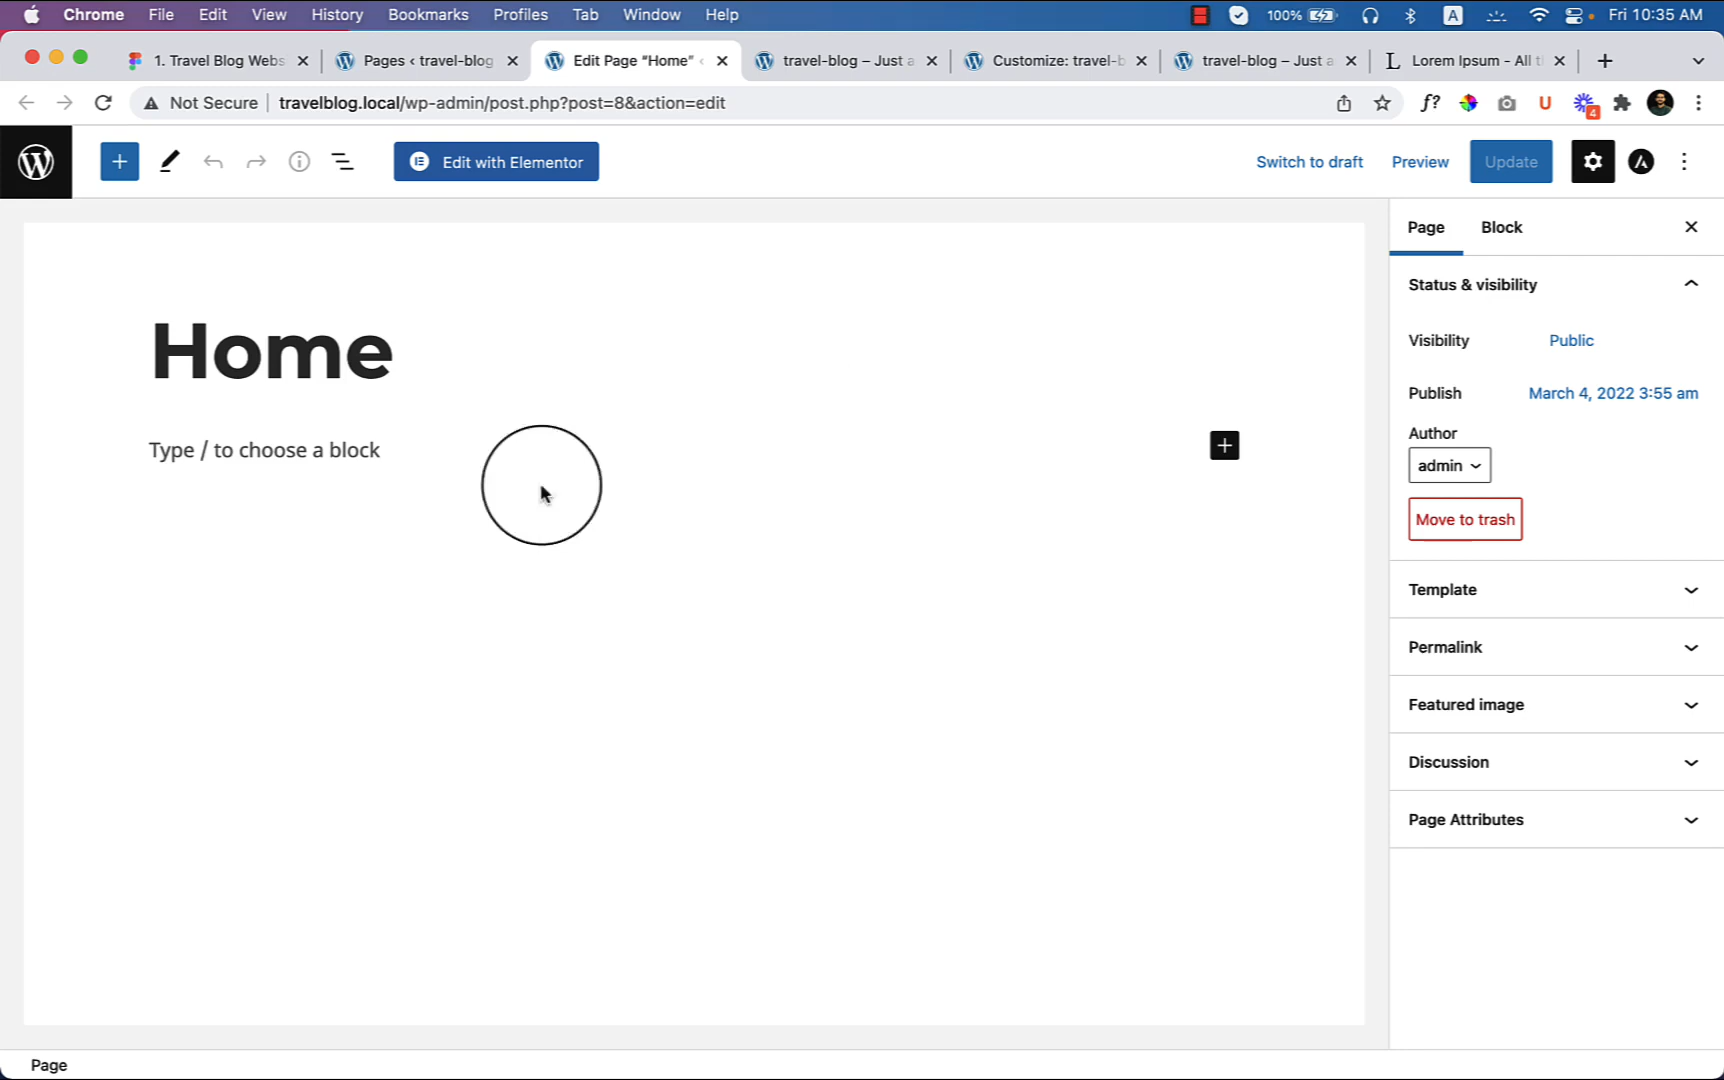 Chrome File Edit View History Bookmarks Profiles Tab Window Help 100% A Fri 10:35 AM
1. Travel Blog Webs Pages ‹ travel-blog Edit Page "Home" ‹ travel-blog – Just a Customize: travel-b travel-blog – Just a Lorem Ipsum - All t
Not Secure travelblog.local/wp-admin/post.php?post=8&action=edit f? U 4
Edit with Elementor Switch to draft Preview Update
Page Block
Status & visibility
Visibility Public
Publish March 4, 2022 3:55 am
Author
admin
Move to trash
Home
Type / to choose a block
Template
Permalink
Featured image
Discussion
Page Attributes
Page